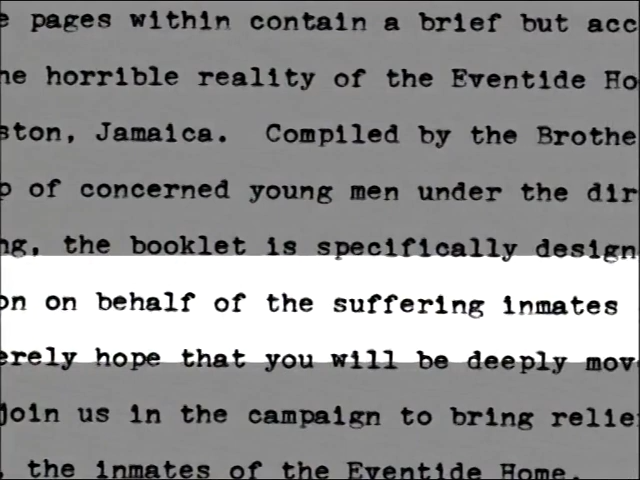 pages within contain a brief but acc
he horrible reality of the Eventide Ho
ston, Jamaica. Compiled by the Brothe
p of concerned young men under the dir
ng, the booklet is specifically design
on on behalf of the suffering inmates
erely hope that you will be deeply mov
join us in the campaign to bring relie
, the inmates of the Eventide Home.